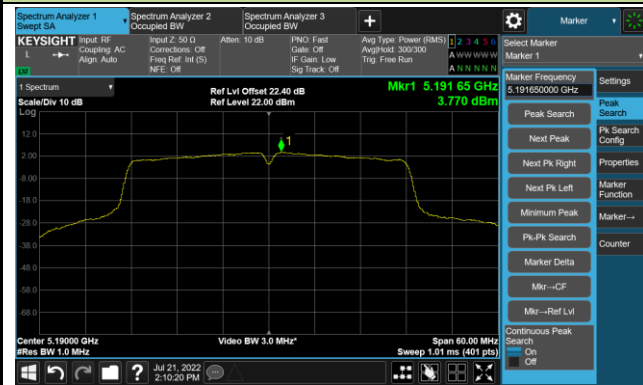 Spectrum Analyzer 1
Swept SA
Spectrum Analyzer 2
Occupied BW
Spectrum Analyzer 3
Occupied BW
+
Marker
KEYSIGHT
L
LXI
Input: RF
Coupling: AC
Align: Auto
Input Z: 50 Ω
Corrections: Off
Freq Ref: Int (S)
NFE: Off
Atten: 10 dB
PNO: Fast
Gate: Off
IF Gain: Low
Sig Track: Off
Avg Type: Power (RMS)
Avg|Hold: 300/300
Trig: Free Run
1 2 3 4 5 6
A W W W W W
A N N N N N
Select Marker
Marker 1
1 Spectrum
Scale/Div 10 dB
Log
Ref Lvl Offset 22.40 dB
Ref Level 22.00 dBm
Mkr1 5.191 65 GHz
3.770 dBm
1
12.0
2.00
-8.00
-18.0
-28.0
-38.0
-48.0
-58.0
-68.0
Center 5.19000 GHz
#Res BW 1.0 MHz
Video BW 3.0 MHz*
Span 60.00 MHz
Sweep 1.01 ms (401 pts)
Marker Frequency
5.191650000 GHz
Peak Search
Next Peak
Next Pk Right
Next Pk Left
Minimum Peak
Pk-Pk Search
Marker Delta
Mkr→CF
Mkr→Ref Lvl
Continuous Peak
Search
On
Off
Settings
Peak
Search
Pk Search
Config
Properties
Marker
Function
Marker→
Counter
?
Jul 21, 2022
2:10:20 PM